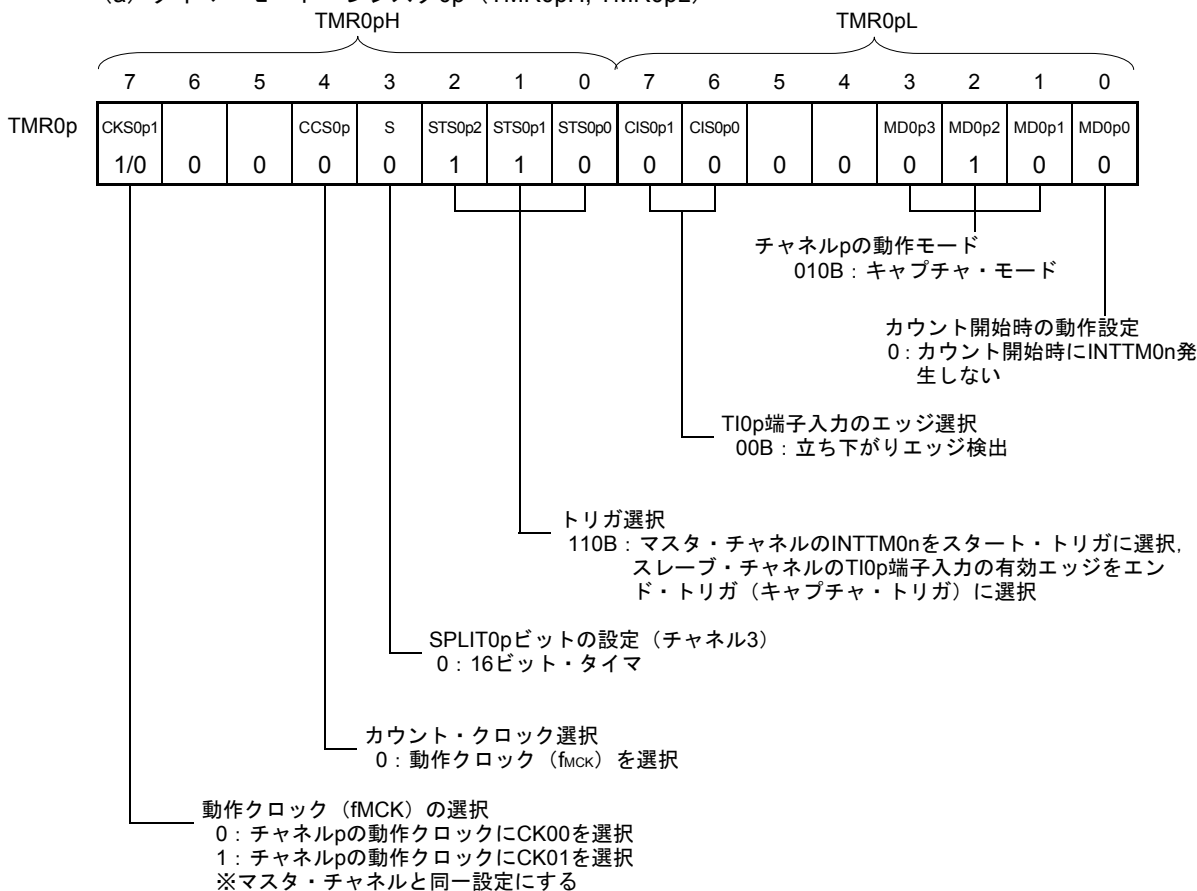 (a) タイマ・モード・レジスタ0p (TMR0pH, TMR0pL)
TMR0pH TMR0pL
7 6 5 4 3 2 1 0 7 6 5 4 3 2 1 0
TMR0p CKS0p1 CCS0p S STS0p2 STS0p1 STS0p0 CIS0p1 CIS0p0 MD0p3 MD0p2 MD0p1 MD0p0
1/0 0 0 0 0 1 1 0 0 0 0 0 0 1 0 0
チャネルpの動作モード
010B:キャプチャ・モード
カウント開始時の動作設定
0:カウント開始時にINTTM0n発
生しない
TI0p端子入力のエッジ選択
00B:立ち下がりエッジ検出
トリガ選択
110B:マスタ・チャネルのINTTM0nをスタート・トリガに選択,
スレーブ・チャネルのTI0p端子入力の有効エッジをエン
ド・トリガ(キャプチャ・トリガ)に選択
SPLIT0pビットの設定(チャネル3)
0:16ビット・タイマ
カウント・クロック選択
0:動作クロック(fMCK)を選択
動作クロック(fMCK)の選択
0:チャネルpの動作クロックにCK00を選択
1:チャネルpの動作クロックにCK01を選択
※マスタ・チャネルと同一設定にする